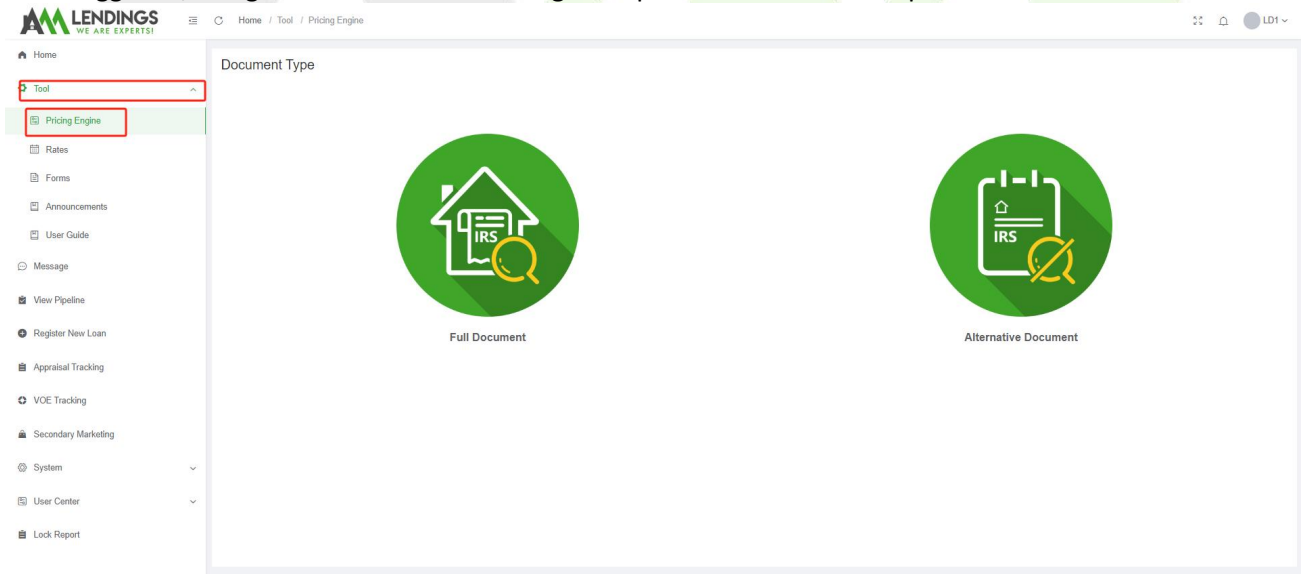 LENDINGS
WE ARE EXPERTS!
Home / Tool / Pricing Engine
LD1
Home
Tool
Pricing Engine
Rates
Forms
Announcements
User Guide
Message
View Pipeline
Register New Loan
Appraisal Tracking
VOE Tracking
Secondary Marketing
System
User Center
Lock Report
Document Type
IRS
IRS
Full Document
Alternative Document